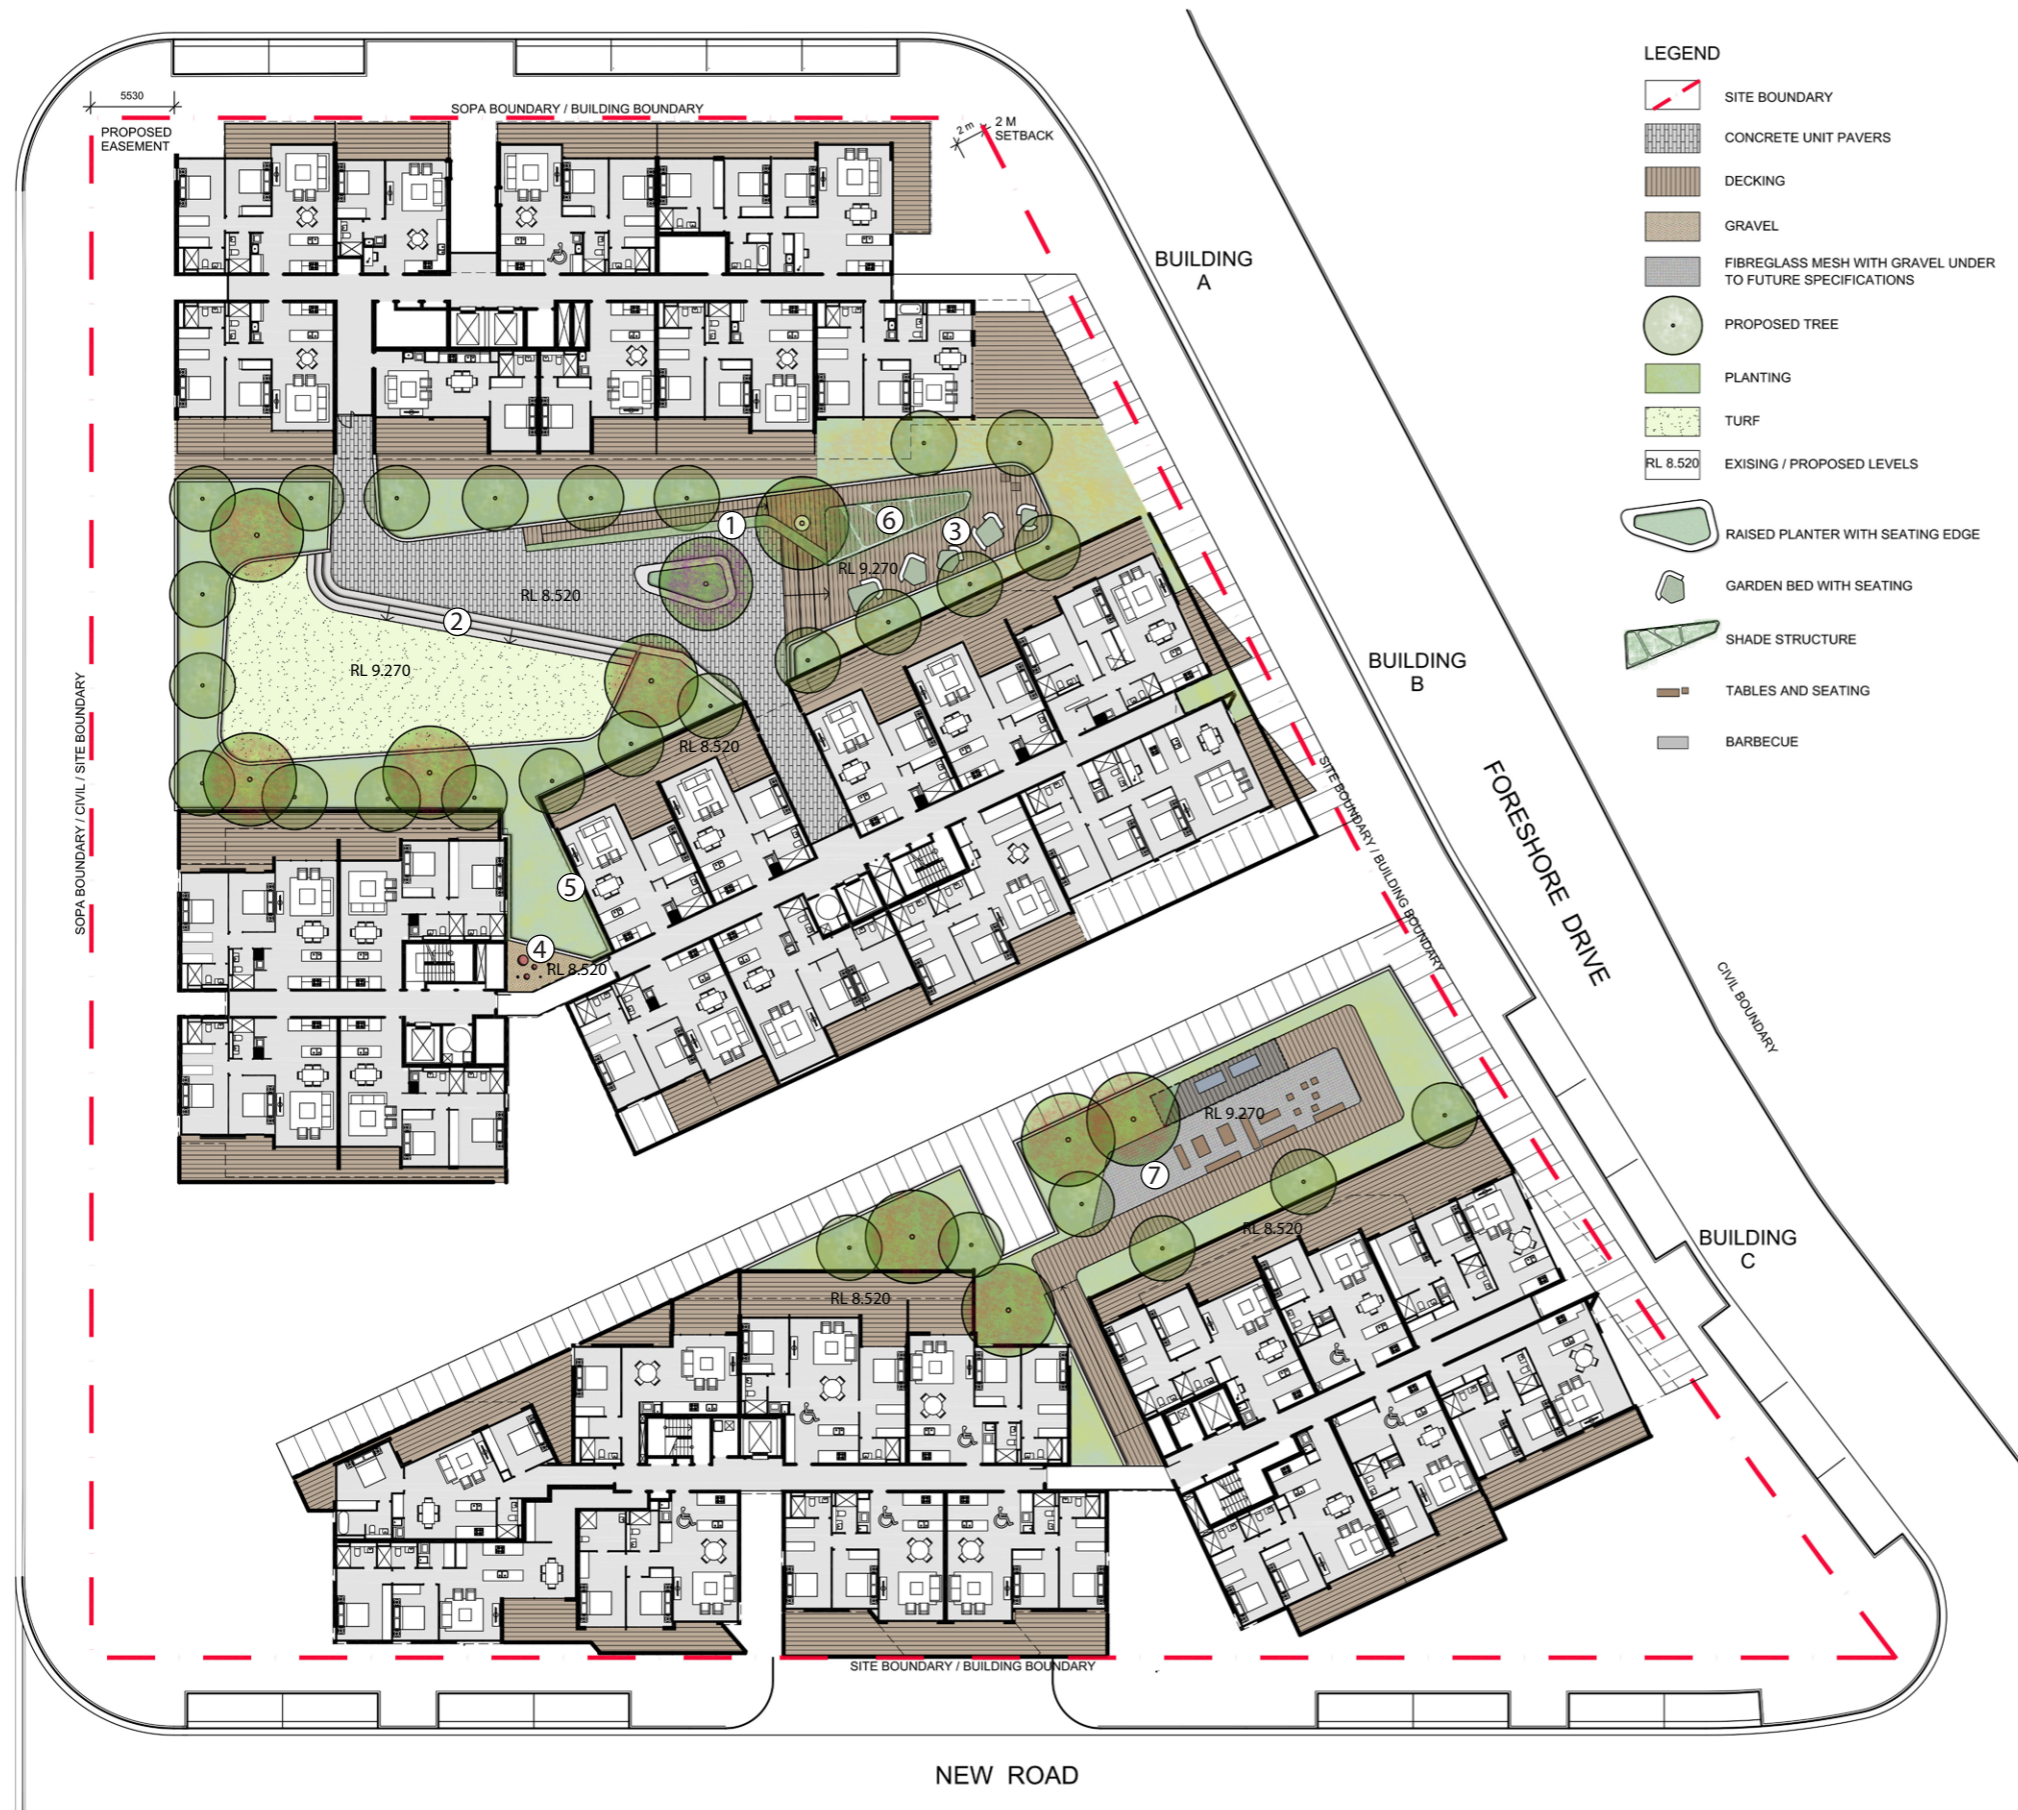 LEGEND
SITE BOUNDARY
CONCRETE UNIT PAVERS
DECKING
GRAVEL
FIBREGLASS MESH WITH GRAVEL UNDER
TO FUTURE SPECIFICATIONS
PROPOSED TREE
PLANTING
TURF
RL 8.520
EXISING / PROPOSED LEVELS
RAISED PLANTER WITH SEATING EDGE
GARDEN BED WITH SEATING
SHADE STRUCTURE
TABLES AND SEATING
BARBECUE
5530
PROPOSED
EASEMENT
SOPA BOUNDARY / BUILDING BOUNDARY
2 m
2 M
SETBACK
BUILDING
A
1
6
3
RL 9.270
RL 8.520
2
RL 9.270
BUILDING
B
SOPA BOUNDARY / CIVIL / SITE BOUNDARY
RL 8.520
SITE BOUNDARY / BUILDING BOUNDARY
FORESHORE DRIVE
5
4
RL 8.520
CIVIL BOUNDARY
RL 9.270
7
RL 8.520
BUILDING
C
RL 8.520
SITE BOUNDARY / BUILDING BOUNDARY
NEW ROAD